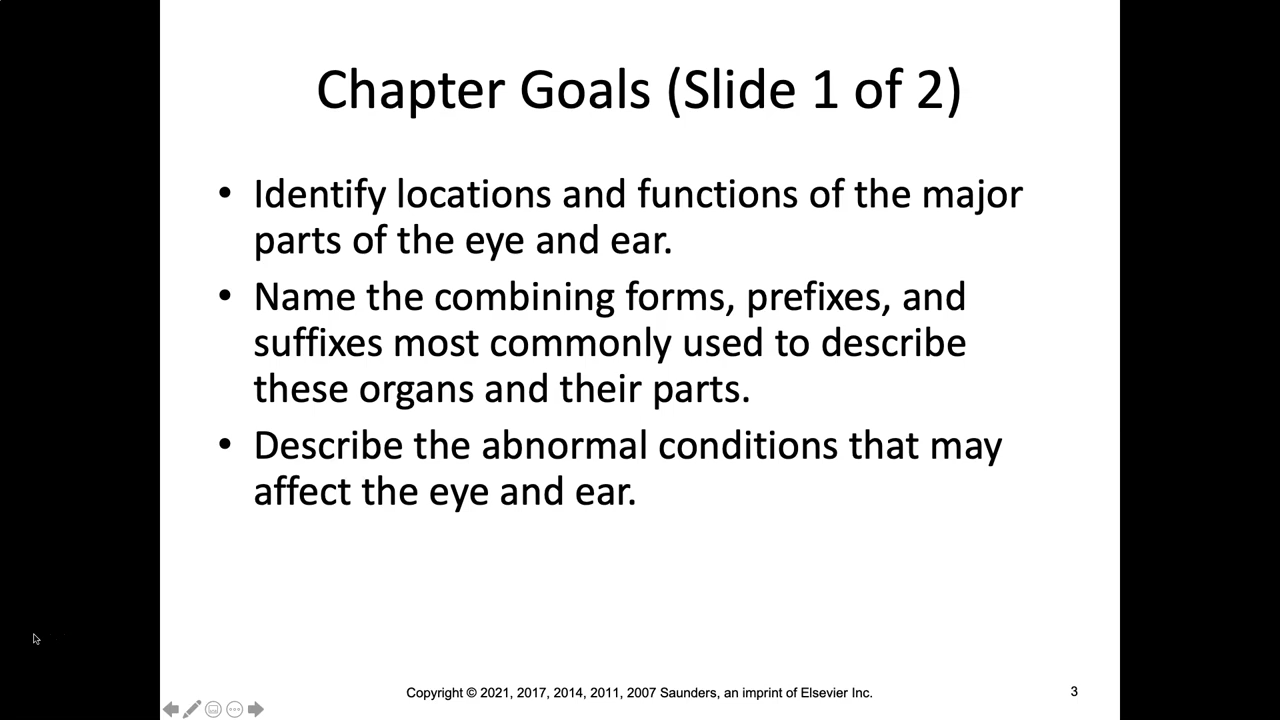 Chapter Goals (Slide 1 of 2)
• Identify locations and functions of the major
parts of the eye and ear.
• Name the combining forms, prefixes, and
suffixes most commonly used to describe
these organs and their parts.
• Describe the abnormal conditions that may
affect the eye and ear.
Copyright © 2021, 2017, 2014, 2011, 2007 Saunders, an imprint of Elsevier Inc.
3